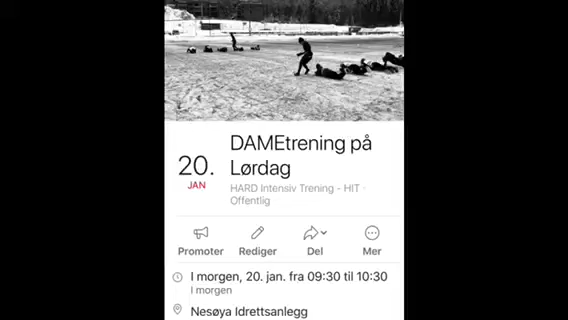 DAMEtrening på
Lørdag
20.
JAN
HARD Intensiv Trening - HIT ·
Offentlig
Promoter
Rediger
Del
Mer
I morgen, 20. jan. fra 09:30 til 10:30
I morgen
Nesøya Idrettsanlegg